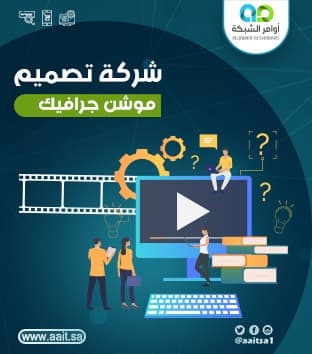 أوامر الشبكة
شركة تصميم
موشن جرافيك
? ?
?
www.aait.sa
@aaitsa1